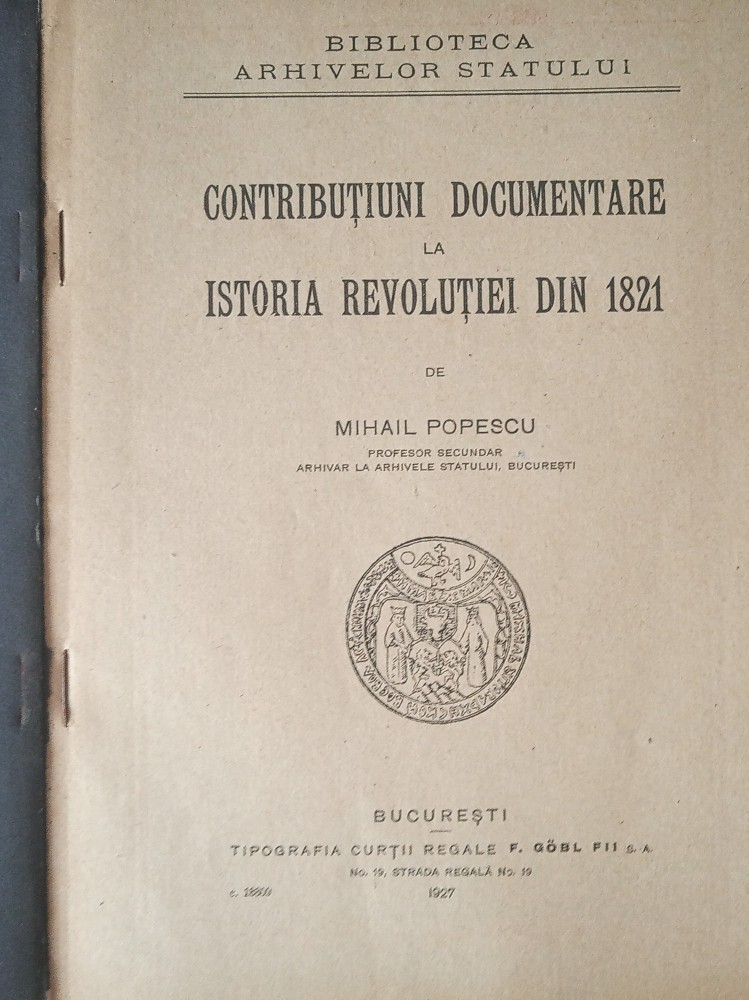 BIBLIOTECA
ARHIVELOR STATULUI
CONTRIBUȚIUNI DOCUMENTARE
LA
ISTORIA REVOLUȚIEI DIN 1821
DE
MIHAIL POPESCU
PROFESOR SECUNDAR
ARHIVAR LA ARHIVELE STATULUI, BUCUREȘTI
BUCUREȘTI
TIPOGRAFIA CURȚII REGALE F. GÖBL FII S. A.
No. 19, STRADA REGALĂ No. 19
1927